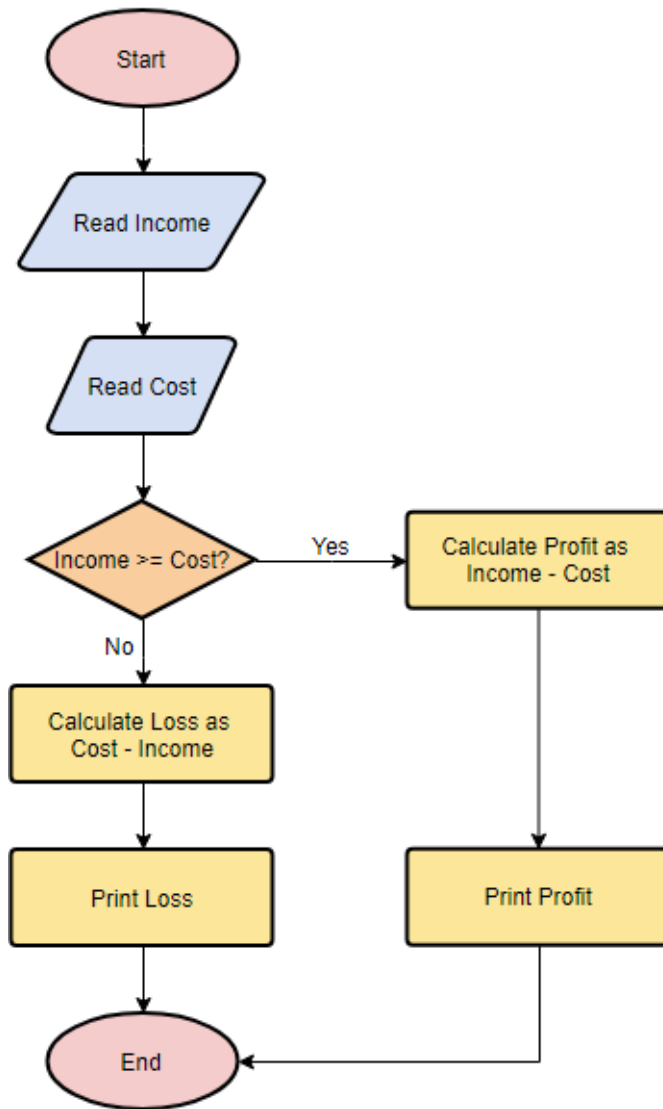 Start
Read Income
Read Cost
Income >= Cost?
Yes
Calculate Profit as
Income - Cost
No
Calculate Loss as
Cost - Income
Print Loss
Print Profit
End